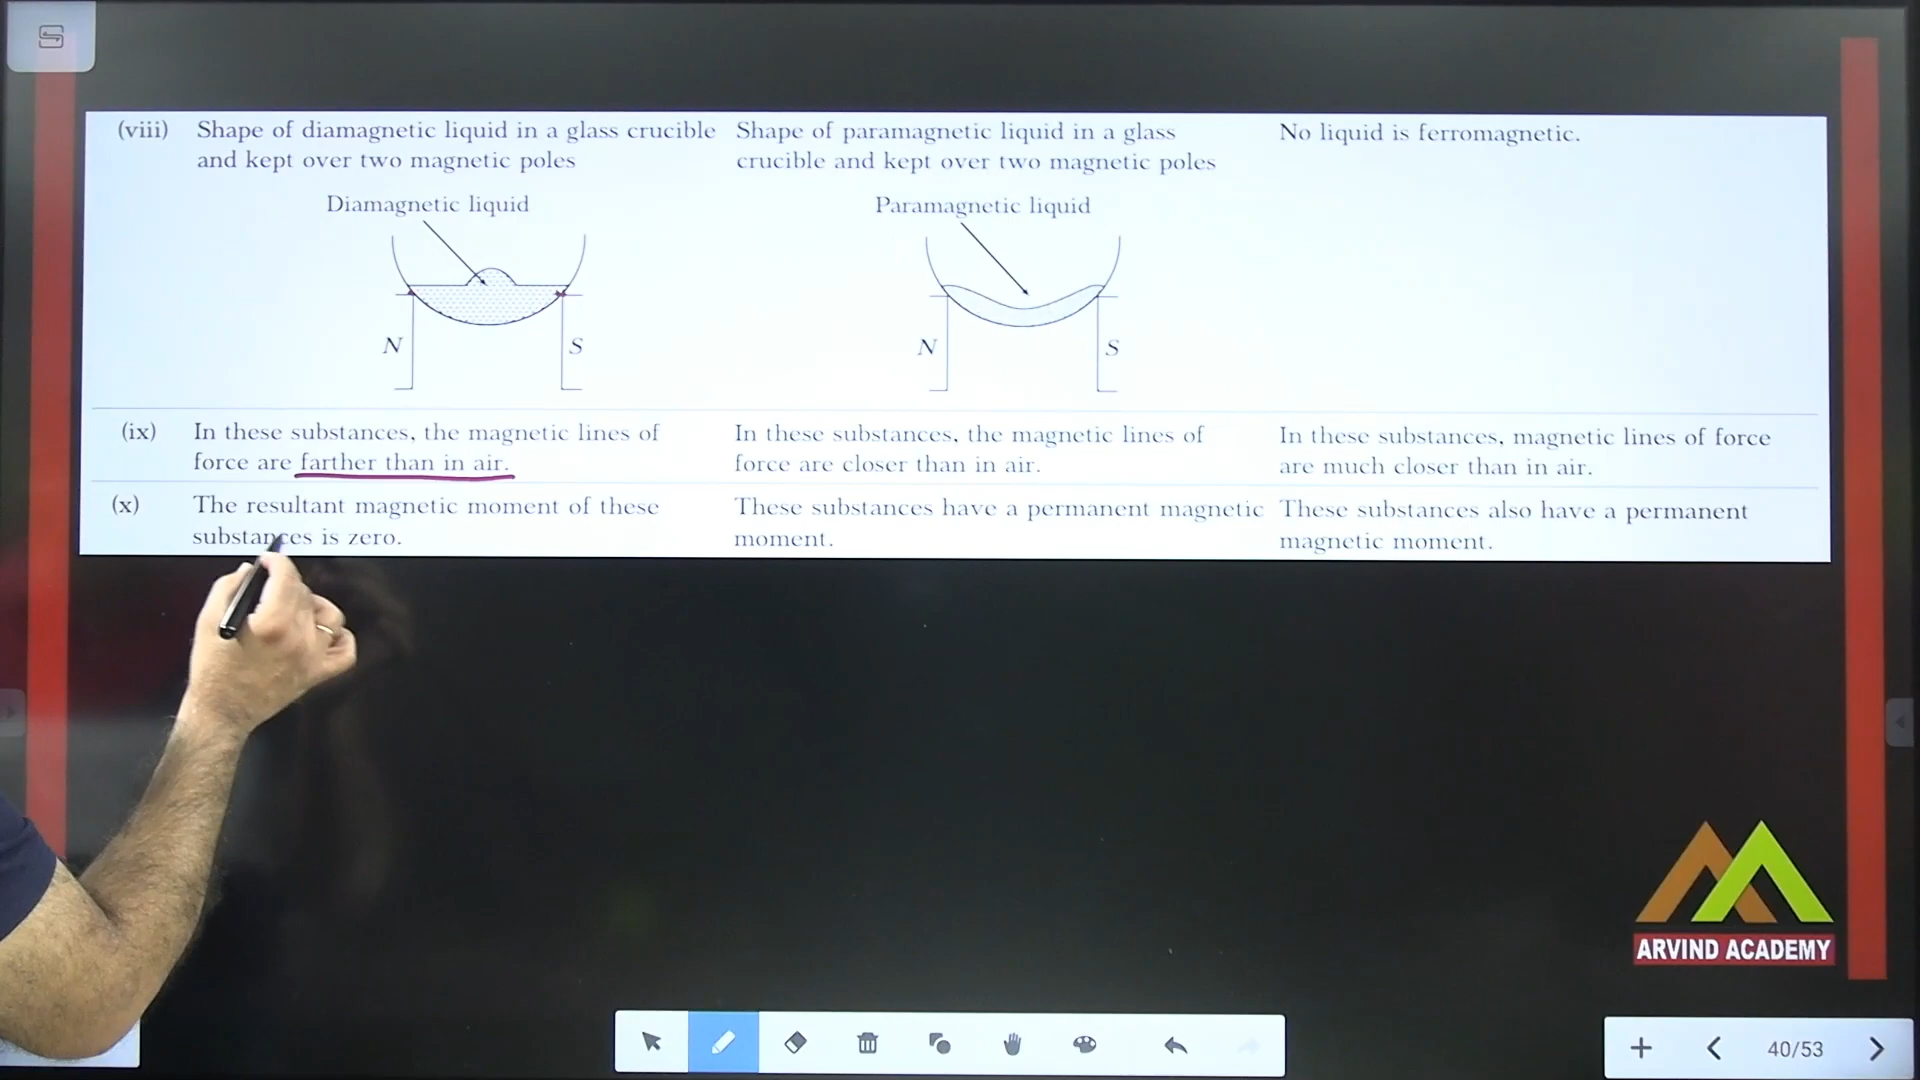 (viii) Shape of diamagnetic liquid in a glass crucible
and kept over two magnetic poles
Diamagnetic liquid
N
S
Shape of paramagnetic liquid in a glass
crucible and kept over two magnetic poles
Paramagnetic liquid
N
S
No liquid is ferromagnetic.
(ix) In these substances, the magnetic lines of
force are farther than in air.
In these substances, the magnetic lines of
force are closer than in air.
In these substances, magnetic lines of force
are much closer than in air.
(x) The resultant magnetic moment of these
substances is zero.
These substances have a permanent magnetic
moment.
These substances also have a permanent
magnetic moment.
ARVIND ACADEMY
40/53